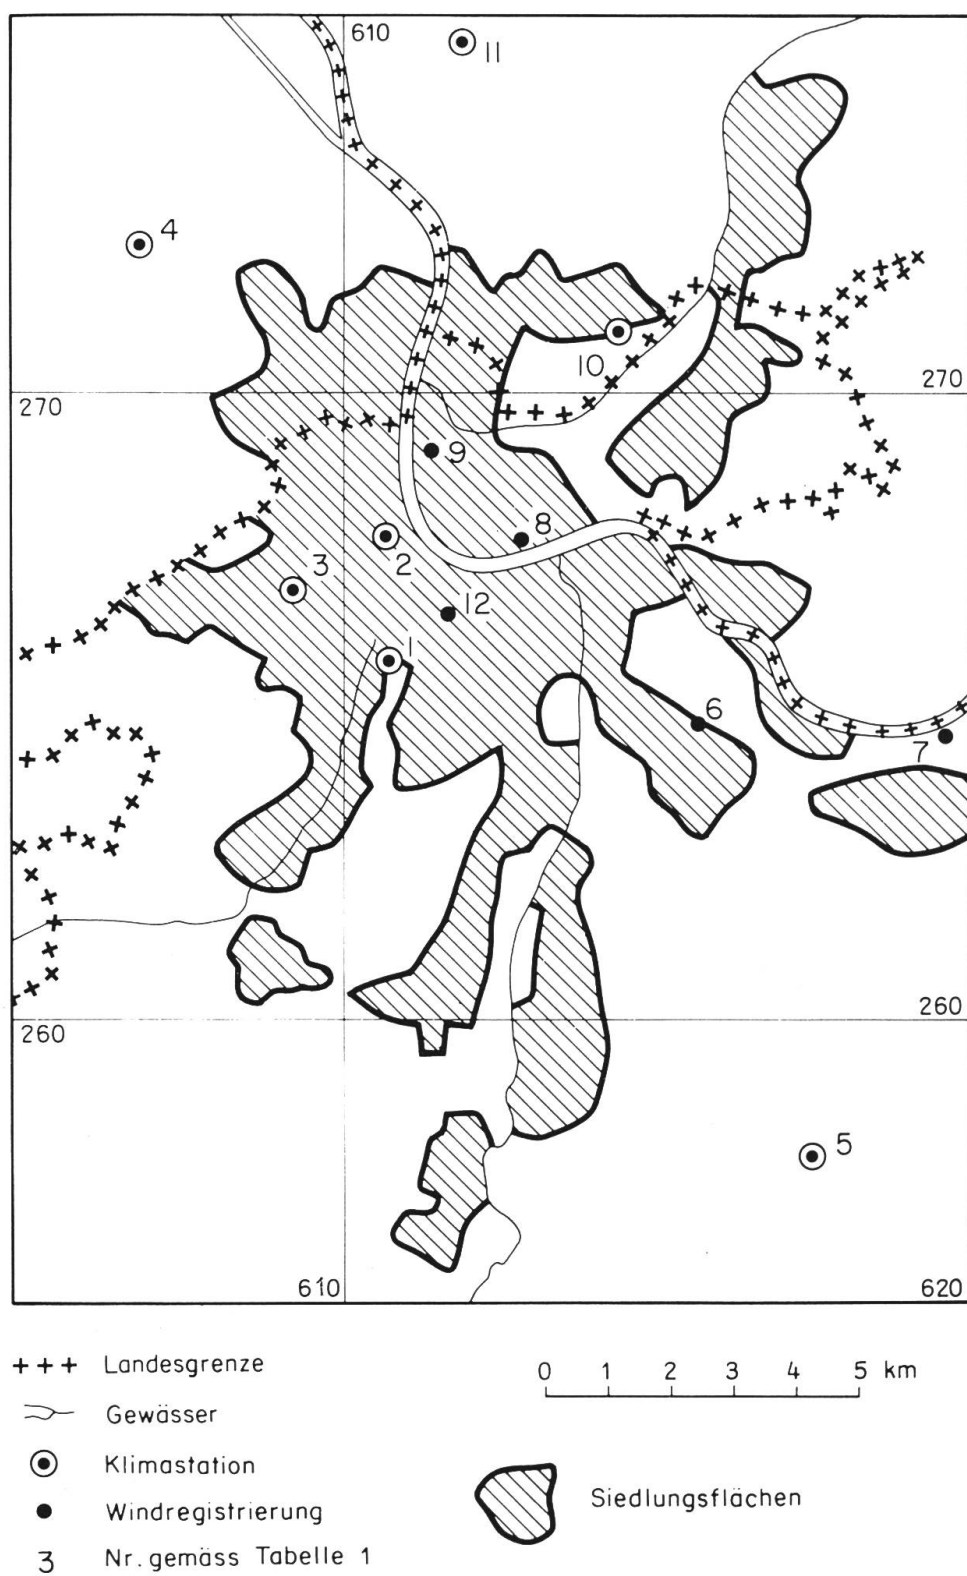 610
11
4
10
270
270
9
8
3
2
12
1
6
7
260
260
5
610
620
+++ Landesgrenze
0 1 2 3 4 5 km
Gewässer
Klimastation
Siedlungsflächen
Windregistrierung
3 Nr. gemäss Tabelle 1